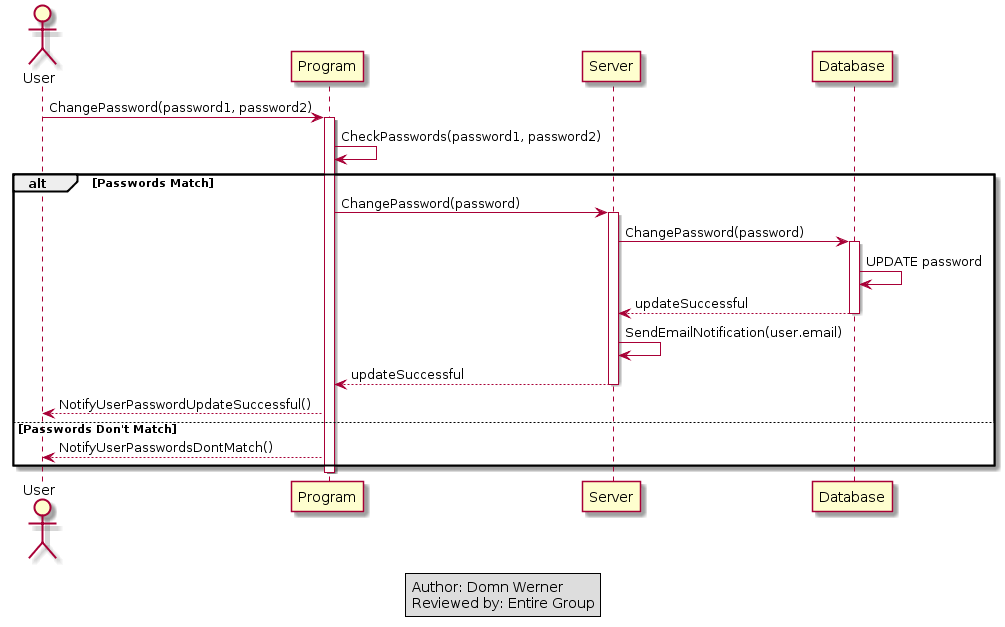 User
Program
Server
Database
ChangePassword(password1, password2)
CheckPasswords(password1, password2)
alt [Passwords Match]
ChangePassword(password)
ChangePassword(password)
UPDATE password
updateSuccessful
SendEmailNotification(user.email)
updateSuccessful
NotifyUserPasswordUpdateSuccessful()
[Passwords Don't Match]
NotifyUserPasswordsDontMatch()
User
Program
Server
Database
Author: Domn Werner
Reviewed by: Entire Group